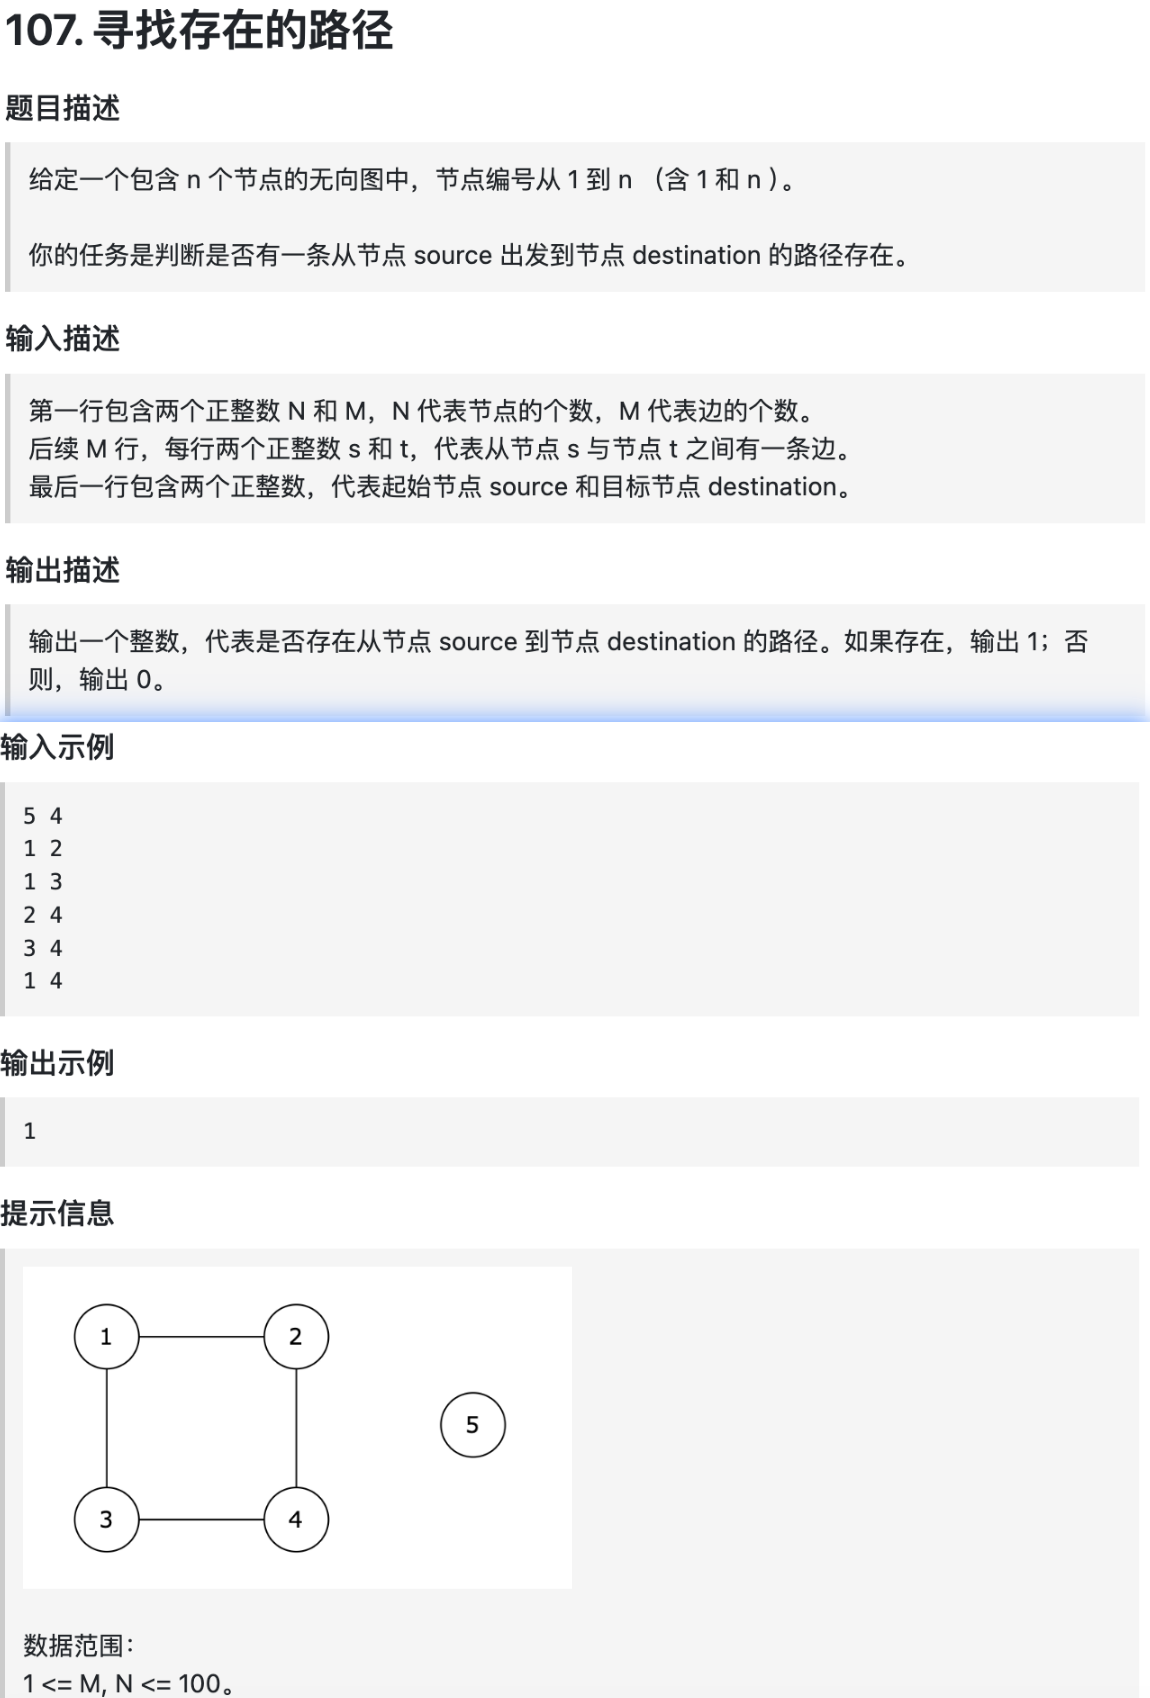 107. 寻找存在的路径
题目描述
给定一个包含 n 个节点的无向图中，节点编号从 1 到 n （含 1 和 n ）。
你的任务是判断是否有一条从节点 source 出发到节点 destination 的路径存在。
输入描述
第一行包含两个正整数 N 和 M，N 代表节点的个数，M 代表边的个数。
后续 M 行，每行两个正整数 s 和 t，代表从节点 s 与节点 t 之间有一条边。
最后一行包含两个正整数，代表起始节点 source 和目标节点 destination。
输出描述
输出一个整数，代表是否存在从节点 source 到节点 destination 的路径。如果存在，输出 1；否
则，输出 0。
输入示例
5 4
1 2
1 3
2 4
3 4
1 4
输出示例
1
提示信息
1
2
5
3
4
数据范围：
1 <= M, N <= 100。